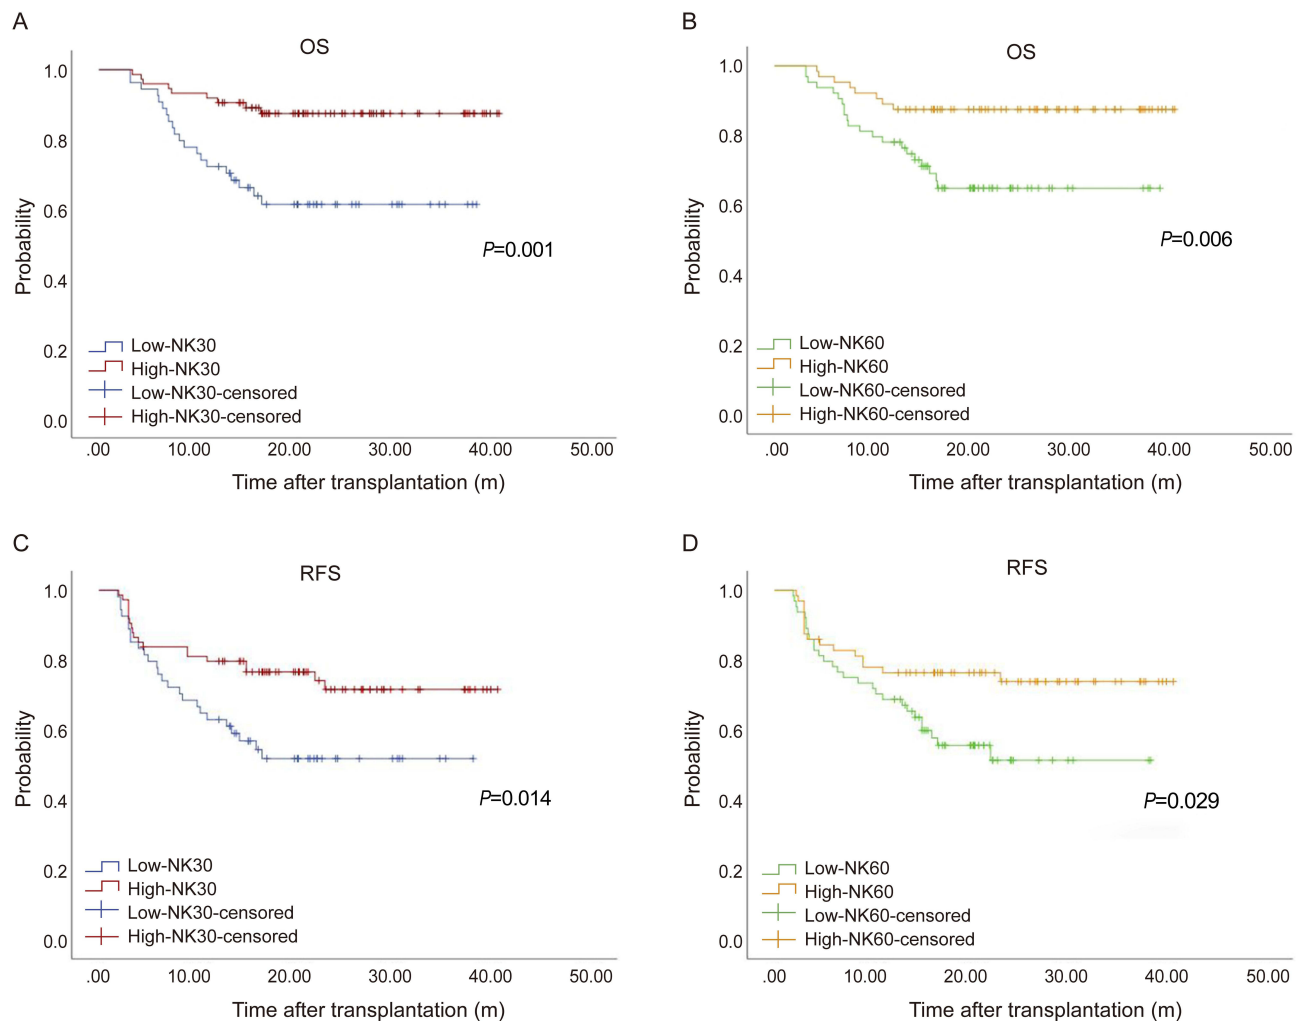 A
OS
1.0
0.8
0.6
0.4
0.2
0.0
Probability
P=0.001
Low-NK30
High-NK30
Low-NK30-censored
High-NK30-censored
.00 10.00 20.00 30.00 40.00 50.00
Time after transplantation (m)
B
OS
1.0
0.8
0.6
0.4
0.2
0.0
Probability
P=0.006
Low-NK60
High-NK60
Low-NK60-censored
High-NK60-censored
.00 10.00 20.00 30.00 40.00 50.00
Time after transplantation (m)
C
RFS
1.0
0.8
0.6
0.4
0.2
0.0
Probability
P=0.014
Low-NK30
High-NK30
Low-NK30-censored
High-NK30-censored
.00 10.00 20.00 30.00 40.00 50.00
Time after transplantation (m)
D
RFS
1.0
0.8
0.6
0.4
0.2
0.0
Probability
P=0.029
Low-NK60
High-NK60
Low-NK60-censored
High-NK60-censored
.00 10.00 20.00 30.00 40.00 50.00
Time after transplantation (m)